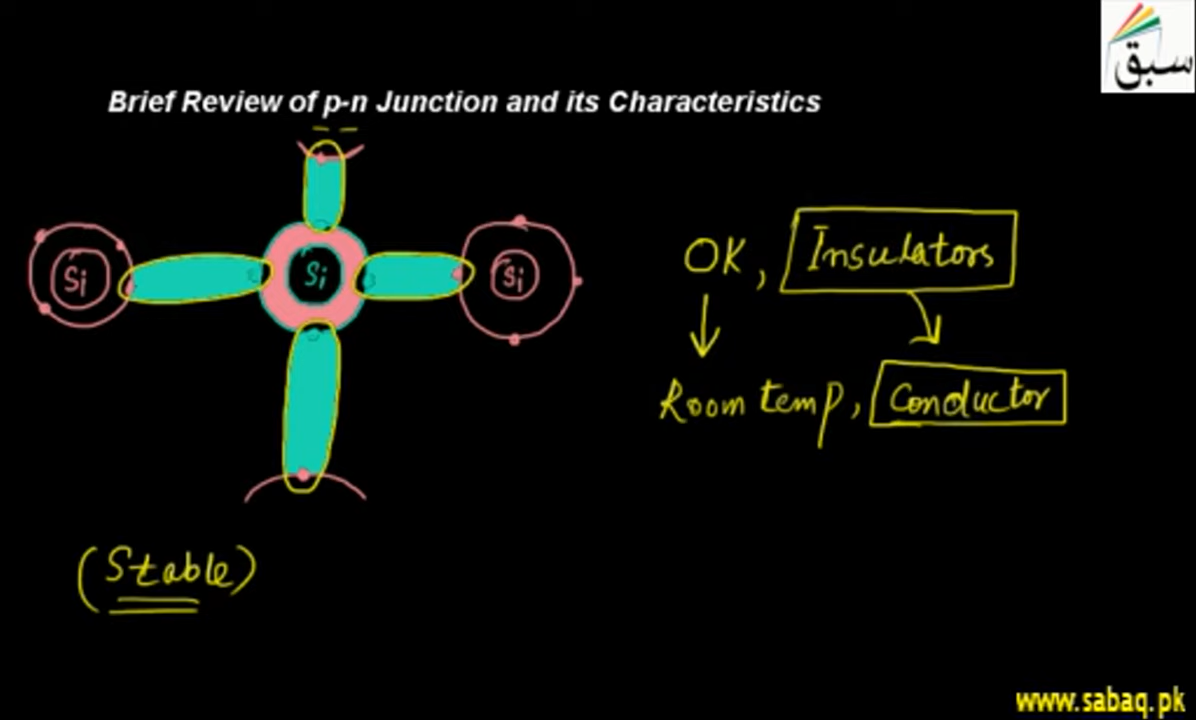 سبق
Brief Review of p-n Junction and its Characteristics
Si Si Si
OK, Insulators
Room temp, Conductor
(Stable)
www.sabaq.pk